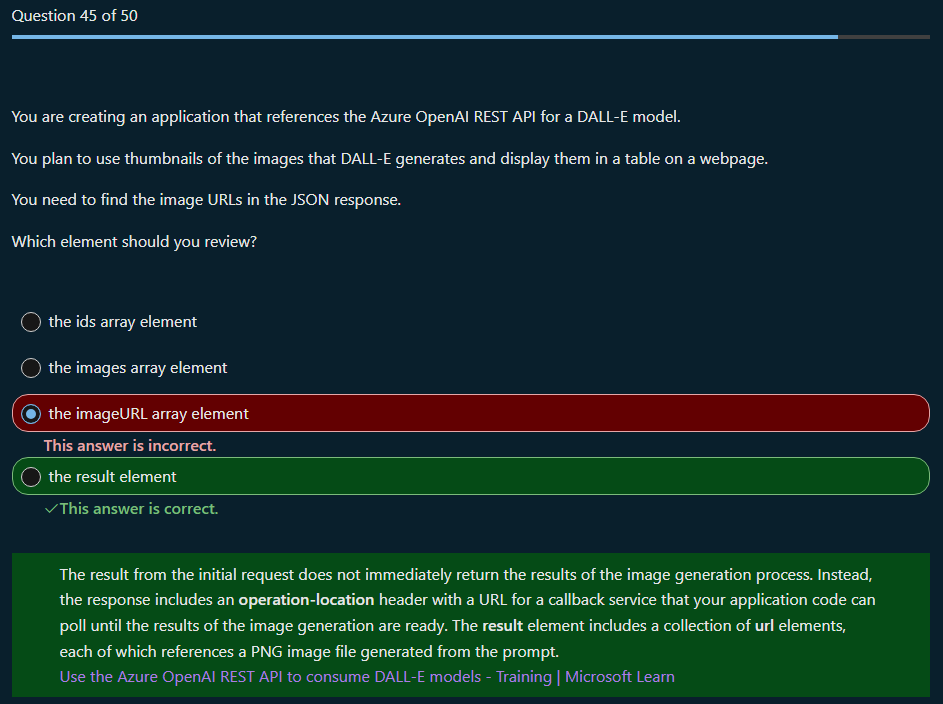 Question 45 of 50
You are creating an application that references the Azure OpenAI REST API for a DALL-E model.
You plan to use thumbnails of the images that DALL-E generates and display them in a table on a webpage.
You need to find the image URLs in the JSON response.
Which element should you review?
the ids array element
the images array element
the imageURL array element
This answer is incorrect.
the result element
✓This answer is correct.
The result from the initial request does not immediately return the results of the image generation process. Instead,
the response includes an operation-location header with a URL for a callback service that your application code can
poll until the results of the image generation are ready. The result element includes a collection of url elements,
each of which references a PNG image file generated from the prompt.
Use the Azure OpenAI REST API to consume DALL-E models - Training | Microsoft Learn